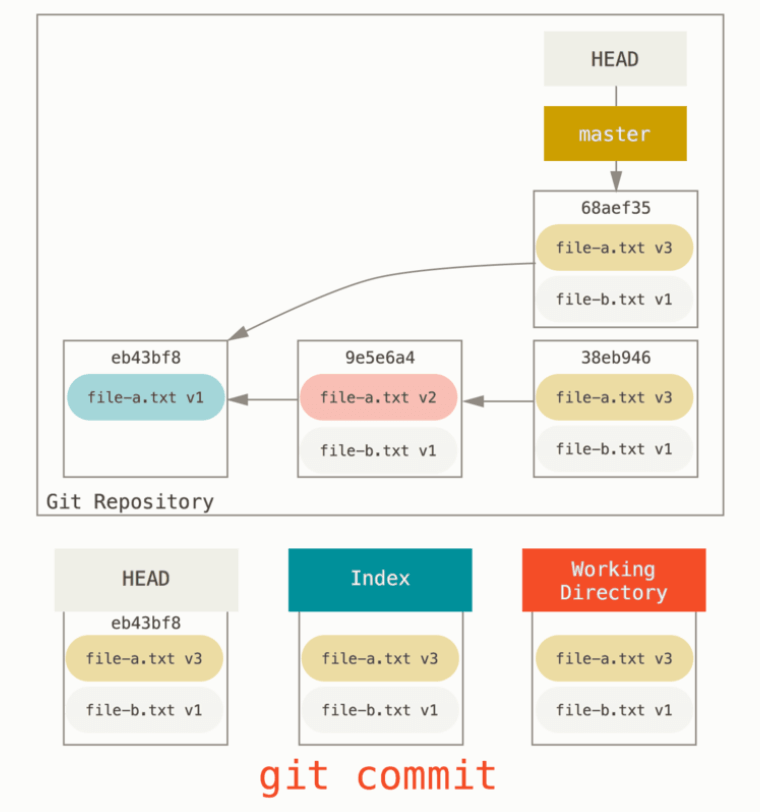 HEAD
master
68aef35
file-a.txt v3
file-b.txt v1
eb43bf8
file-a.txt v1
9e5e6a4
file-a.txt v2
file-b.txt v1
38eb946
file-a.txt v3
file-b.txt v1
Git Repository
HEAD
eb43bf8
file-a.txt v3
file-b.txt v1
Index
file-a.txt v3
file-b.txt v1
Working
Directory
file-a.txt v3
file-b.txt v1
git commit